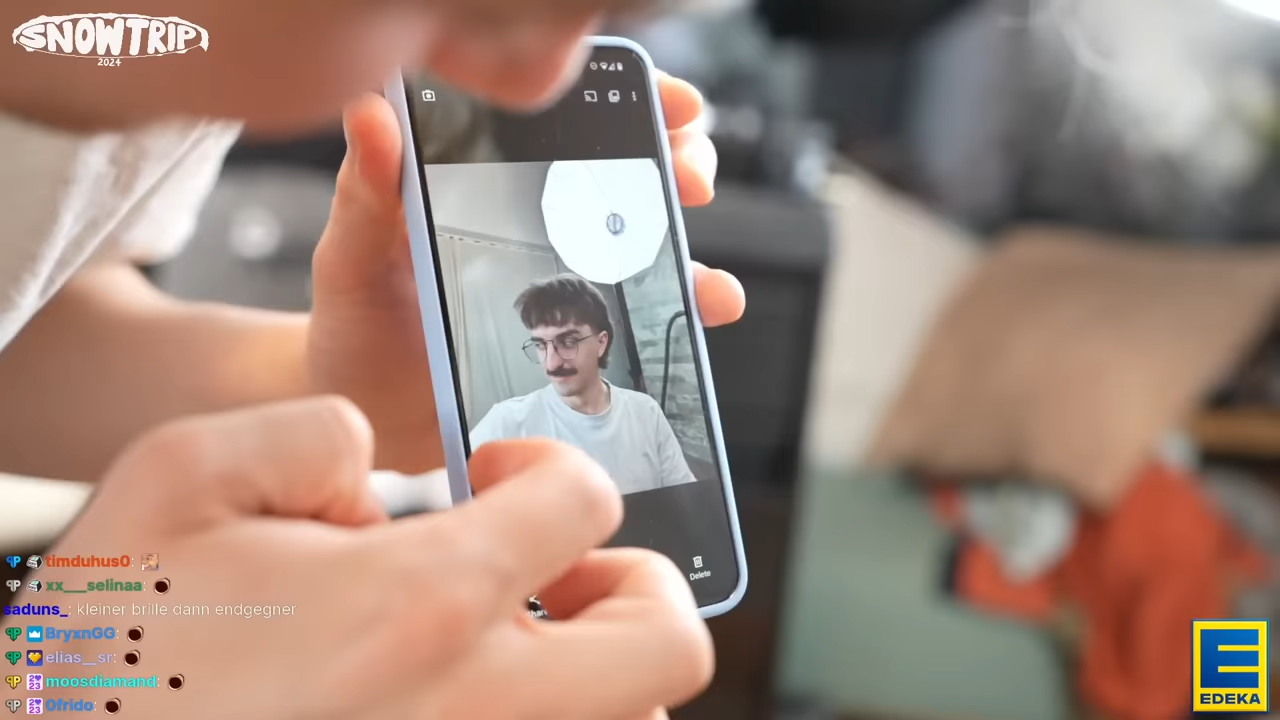 SNOWTRIP
2024
timduhus0:
xx___selinaa:
saduns_: kleiner brille dann endgegner
BryxnGG:
elias__sr:
moosdiamand:
0frido:
Delete
EDEKA